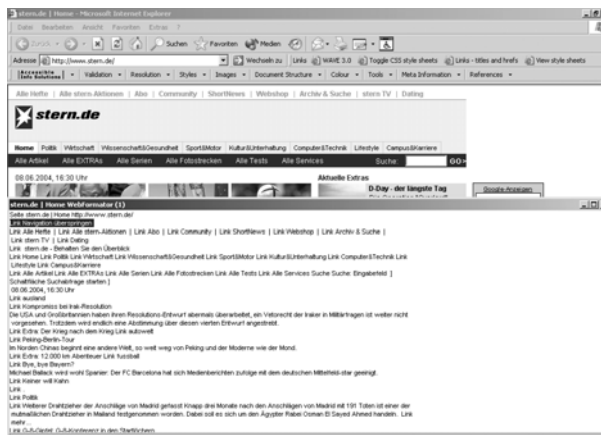 stern.de | Home - Microsoft Internet Explorer
Datei Bearbeiten Ansicht Favoriten Extras ?
Zurück Suchen Favoriten Medien
Adresse http://www.stern.de/ Wechseln zu Links WAVE 3.0 Toggle CSS style sheets Links - titles and hrefs View style sheets
Accessible Info Solutions Validation Resolution Styles Images Document Structure Colour Tools Meta Information References
Alle Hefte | Alle stern-Aktionen | Abo | Community | ShortNews | Webshop | Archiv & Suche | stern TV | Dating
stern.de
Home Politik Wirtschaft Wissenschaft&Gesundheit Sport&Motor Kultur&Unterhaltung Computer&Technik Lifestyle Campus&Karriere
Alle Artikel Alle EXTRAs Alle Serien Alle Fotostrecken Alle Tests Alle Services Suche: GO»
08.06.2004, 16:30 Uhr Aktuelle Extras
D-Day - der längste Tag
Google-Anzeigen
stern.de | Home WebFormator (1)
Seite stern.de | Home http://www.stern.de/
Link Navigation überspringen
Link Alle Hefte | Link Alle stern-Aktionen | Link Abo | Link Community | Link ShortNews | Link Webshop | Link Archiv & Suche |
Link stern TV | Link Dating
Link stern.de - Behalten Sie den Überblick
Link Home Link Politik Link Wirtschaft Link Wissenschaft&Gesundheit Link Sport&Motor Link Kultur&Unterhaltung Link Computer&Technik Link
Lifestyle Link Campus&Karriere
Link Alle Artikel Link Alle EXTRAs Link Alle Serien Link Alle Fotostrecken Link Alle Tests Link Alle Services Suche Suche: Eingabefeld ]
Schaltfläche Suchabfrage starten ]
08.06.2004, 16:30 Uhr
Link ausland
Link Kompromiss bei Irak-Resolution
Die USA und Großbritannien haben ihren Resolutions-Entwurf abermals überarbeitet, ein Vetorecht der Iraker in Militärfragen ist weiter nicht
vorgesehen. Trotzdem wird endlich eine Abstimmung über diesen vierten Entwurf angestrebt.
Link Extra: Der Krieg nach dem Krieg Link autowelt
Link Peking-Berlin-Tour
Im Norden Chinas beginnt eine andere Welt, so weit weg von Peking und der Moderne wie der Mond.
Link Extra: 12.000 km Abenteuer Link fussball
Link Bye, bye Bayern?
Michael Ballack wird wohl Spanier: Der FC Barcelona hat sich Medienberichten zufolge mit dem deutschen Mittelfeld-star geeinigt.
Link Keiner will Kahn
Link ..
Link Politik
Link Weiterer Drahtzieher der Anschläge von Madrid gefasst Knapp drei Monate nach den Anschlägen von Madrid mit 191 Toten ist einer der
mutmaßlichen Drahtzieher in Mailand festgenommen worden. Dabei soll es sich um den Ägypter Rabei Osman El Sayed Ahmed handeln. Link
mehr ...
Link G-8-Gipfel: G-8-Konferenz in den